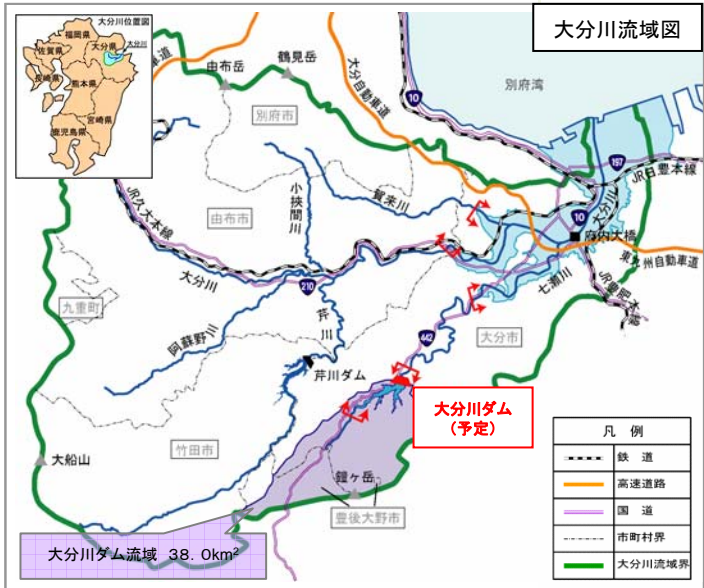 大分川流域図
大分川位置図
福岡県
佐賀県
大分県
大分川
長崎県
熊本県
宮崎県
鹿児島県
車道
由布岳
鶴見岳
大分自動車道
10
別府湾
別府市
197
JR日豊本線
賀来川
小挾間川
由布市
JR久大本線
10
大分川
府内大橋
大分川
210
七瀬川
東九州自動車道
JR豊肥本線
九重町
阿蘇野川
芹川
442
大分市
芹川ダム
大分川ダム
(予定)
竹田市
大船山
鎧ヶ岳
豊後大野市
大分川ダム流域 38.0km²
凡 例
鉄 道
高速道路
国 道
市町村界
大分川流域界